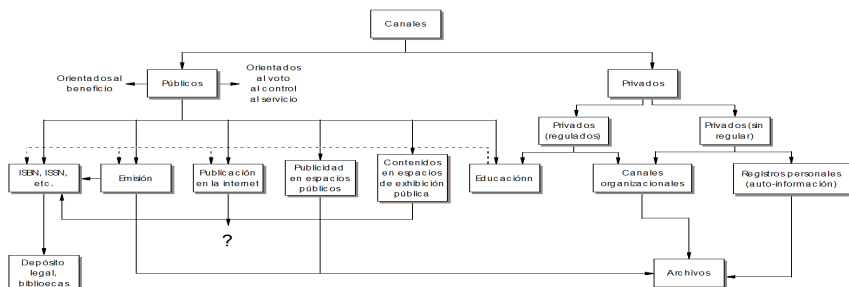 Canales
Orientados al
beneficio
Públicos
Orientados
al voto
al control
al servicio
Privados
Privados
(regulados)
Privados (sin
regular)
ISBN, ISSN,
etc.
Emisión
Publicación
en la internet
Publicidad
en espacios
públicos
Contenidos
en espacios
de exhibición
pública
Educaciónn
Canales
organizacionales
Registros personales
(auto-información)
?
Depósito
legal,
biblioecas
Archivos